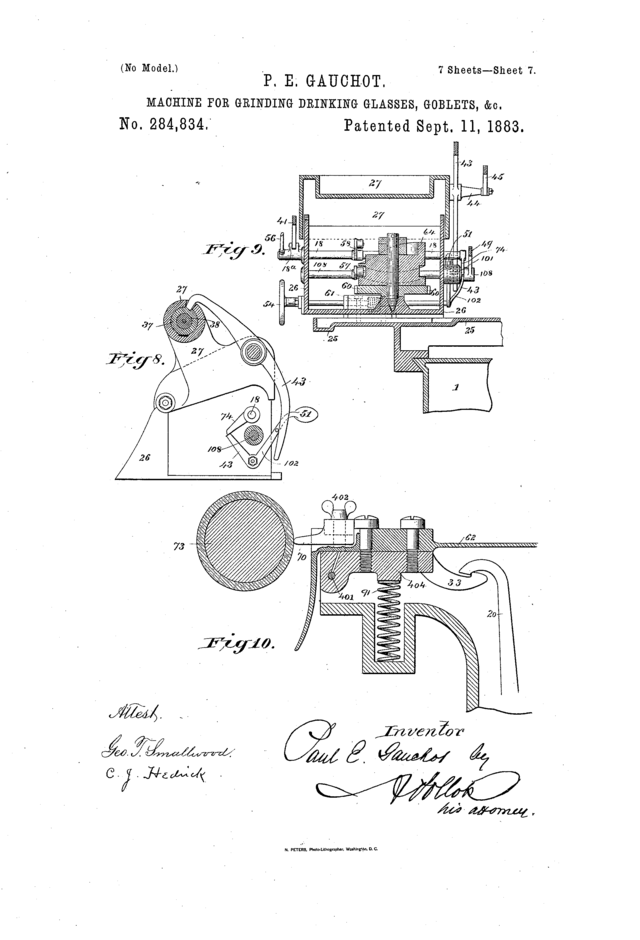 (No Model.)
7 Sheets—Sheet 7.
P. E. GAUCHOT.
MACHINE FOR GRINDING DRINKING GLASSES, GOBLETS, &c.
No. 284,834.
Patented Sept. 11, 1883.
43
45
27
44
41
27
51
56
58
64
49
74
Fig 9.
18
18
101
18ª
108
57
108
60
60
43
26
61
102
54
26
25
25
1
27
37
38
27
Fig 8.
43
18
74
51
108
26
43
102
402
73
70
62
401
91
404
33
20
Fig 10.
Attest.
Geo. T. Smallwood.
C. J. Hedrick
Inventor
Paul E. Gauchot by
his attorney.
N. PETERS, Photo-Lithographer, Washington, D. C.